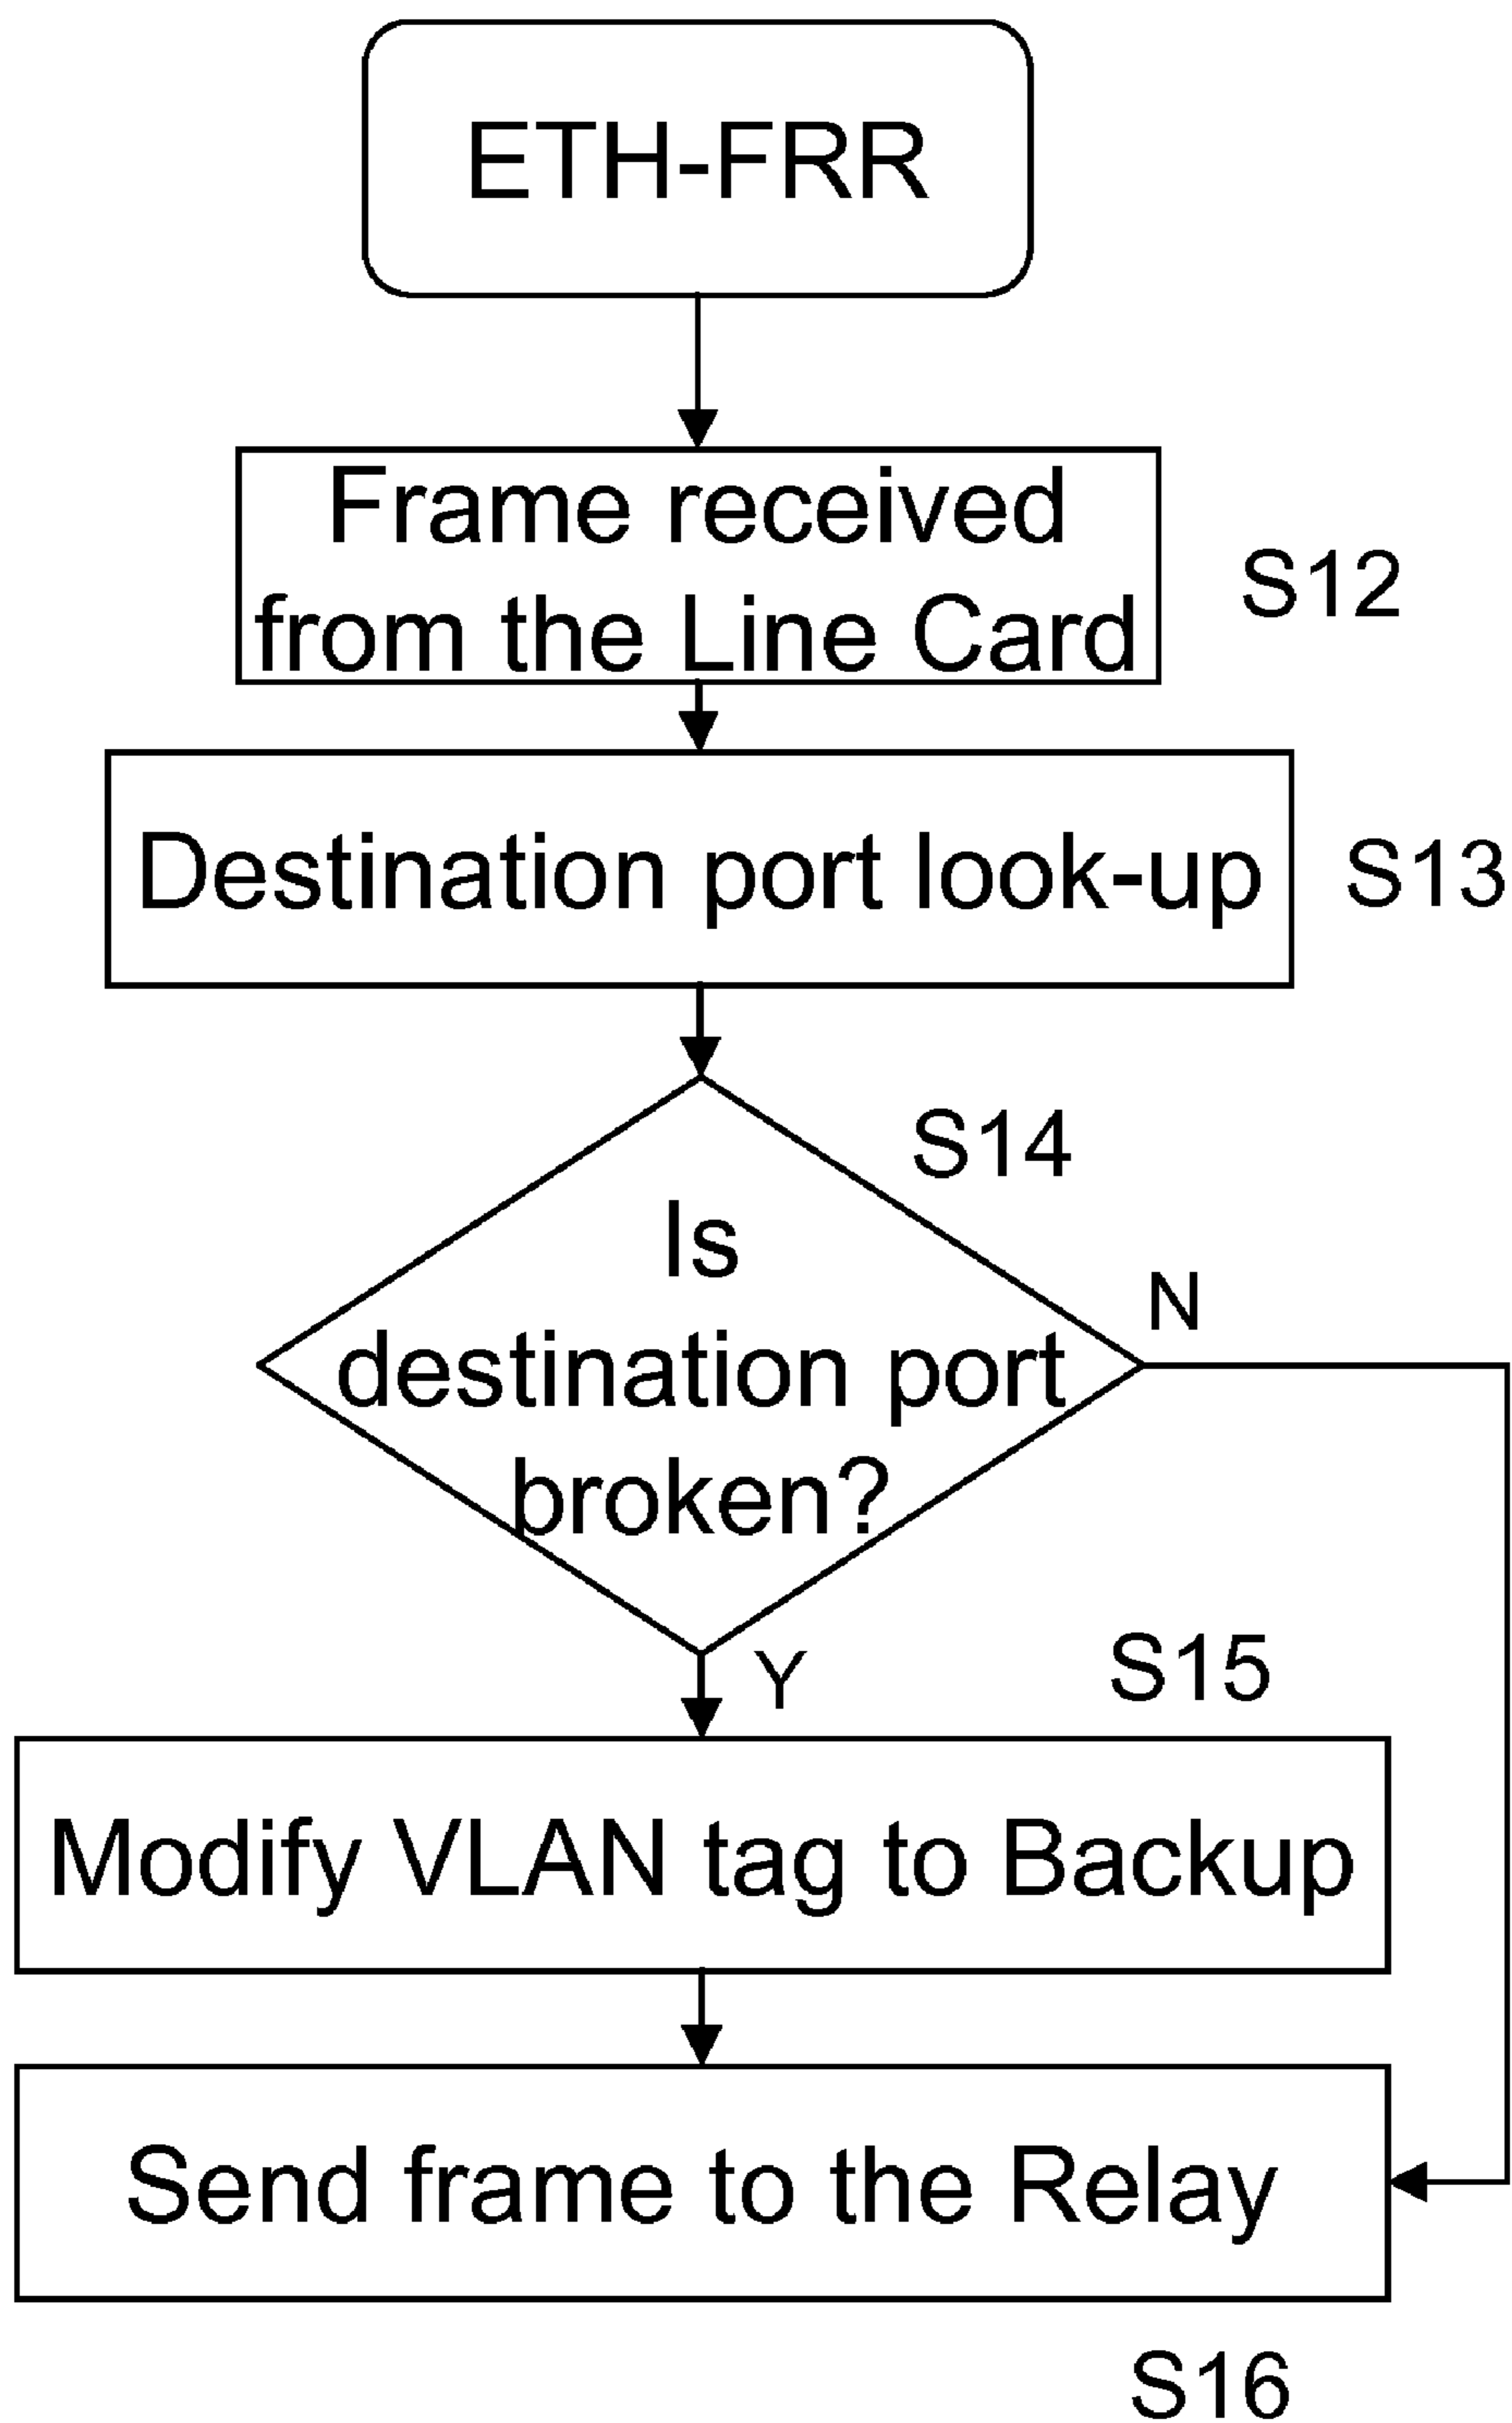 ETH-FRR
Frame received
from the Line Card
S12
Destination port look-up
S13
S14
Is
destination port
broken?
N
Y
S15
Modify VLAN tag to Backup
Send frame to the Relay
S16